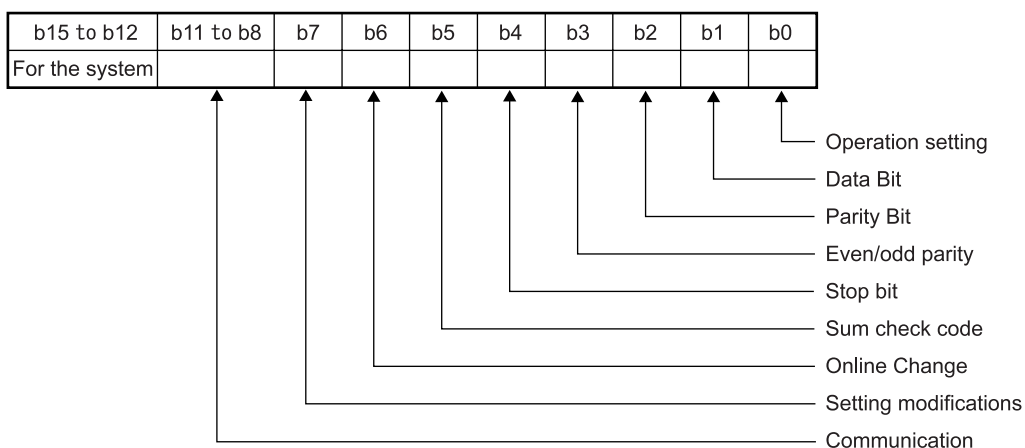 b15 to b12 b11 to b8 b7 b6 b5 b4 b3 b2 b1 b0
For the system
Operation setting
Data Bit
Parity Bit
Even/odd parity
Stop bit
Sum check code
Online Change
Setting modifications
Communication